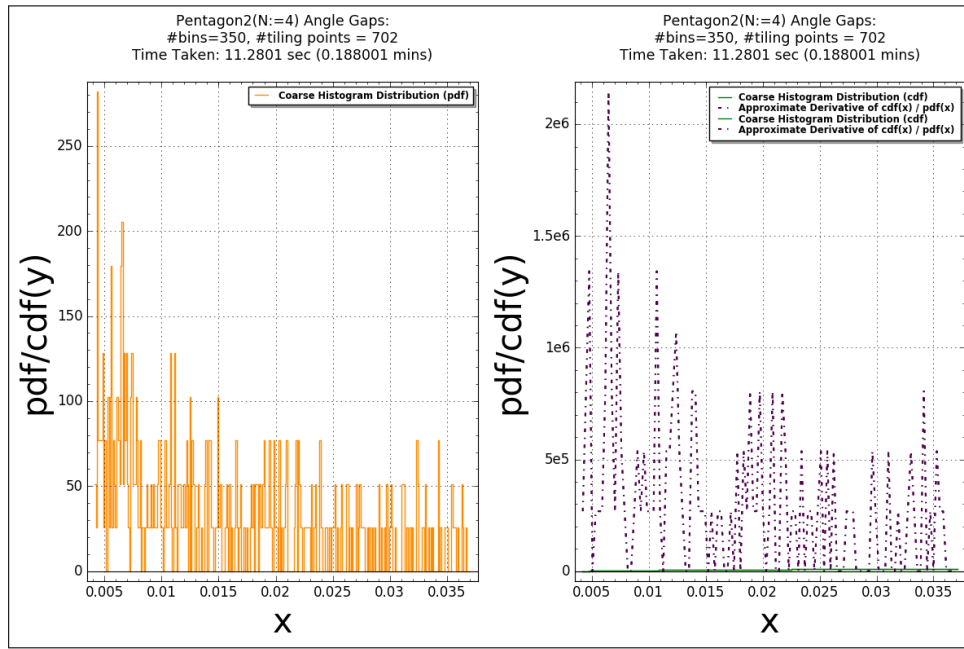 Pentagon2(N:=4) Angle Gaps:
#bins=350, #tiling points = 702
Time Taken: 11.2801 sec (0.188001 mins)
Coarse Histogram Distribution (pdf)
pdf/cdf(y)
250
200
150
100
50
0
0.005 0.01 0.015 0.02 0.025 0.03 0.035
x
Pentagon2(N:=4) Angle Gaps:
#bins=350, #tiling points = 702
Time Taken: 11.2801 sec (0.188001 mins)
Coarse Histogram Distribution (cdf)
Approximate Derivative of cdf(x) / pdf(x)
Coarse Histogram Distribution (cdf)
Approximate Derivative of cdf(x) / pdf(x)
pdf/cdf(y)
2e6
1.5e6
1e6
5e5
0
0.005 0.01 0.015 0.02 0.025 0.03 0.035
x